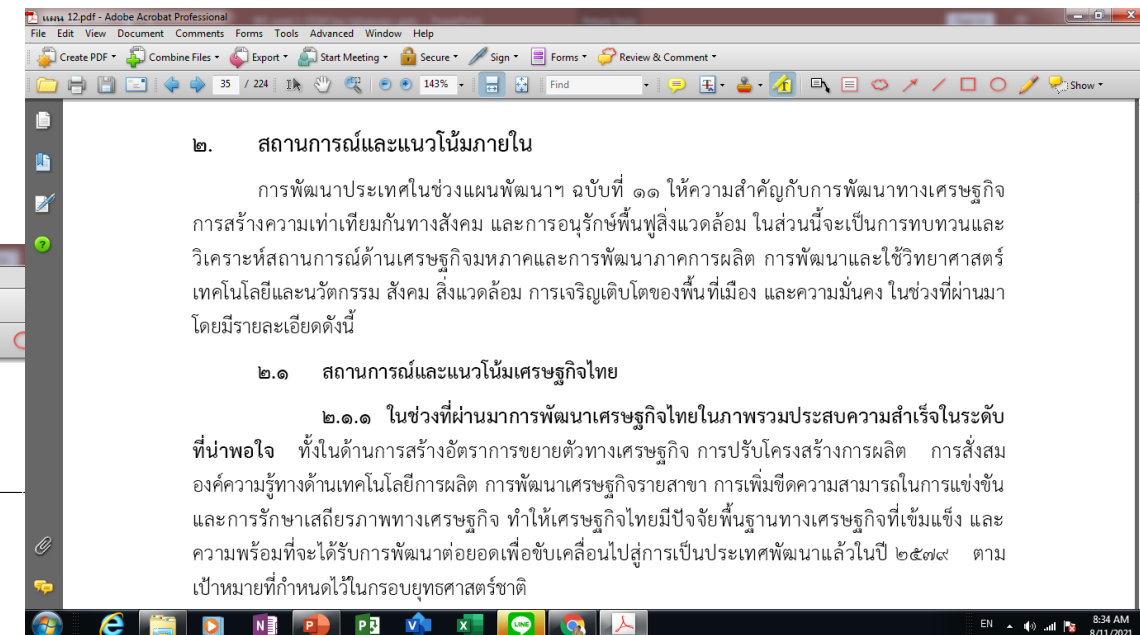 แผน 12.pdf - Adobe Acrobat Professional
File Edit View Document Comments Forms Tools Advanced Window Help
Create PDF Combine Files Export Start Meeting Secure Sign Forms Review & Comment
35 / 224 143% Find Show
๒. สถานการณ์และแนวโน้มภายใน
การพัฒนาประเทศในช่วงแผนพัฒนาฯ ฉบับที่ ๑๑ ให้ความสำคัญกับการพัฒนาทางเศรษฐกิจ
การสร้างความเท่าเทียมกันทางสังคม และการอนุรักษ์พื้นฟูสิ่งแวดล้อม ในส่วนนี้จะเป็นการทบทวนและ
วิเคราะห์สถานการณ์ด้านเศรษฐกิจมหภาคและการพัฒนาภาคการผลิต การพัฒนาและใช้วิทยาศาสตร์
เทคโนโลยีและนวัตกรรม สังคม สิ่งแวดล้อม การเจริญเติบโตของพื้นที่เมือง และความมั่นคง ในช่วงที่ผ่านมา
โดยมีรายละเอียดดังนี้
๒.๑ สถานการณ์และแนวโน้มเศรษฐกิจไทย
๒.๑.๑ ในช่วงที่ผ่านมาการพัฒนาเศรษฐกิจไทยในภาพรวมประสบความสำเร็จในระดับ
ที่น่าพอใจ ทั้งในด้านการสร้างอัตราการขยายตัวทางเศรษฐกิจ การปรับโครงสร้างการผลิต การสั่งสม
องค์ความรู้ทางด้านเทคโนโลยีการผลิต การพัฒนาเศรษฐกิจรายสาขา การเพิ่มขีดความสามารถในการแข่งขัน
และการรักษาเสถียรภาพทางเศรษฐกิจ ทำให้เศรษฐกิจไทยมีปัจจัยพื้นฐานทางเศรษฐกิจที่เข้มแข็ง และ
ความพร้อมที่จะได้รับการพัฒนาต่อยอดเพื่อขับเคลื่อนไปสู่การเป็นประเทศพัฒนาแล้วในปี ๒๕๗๙ ตาม
เป้าหมายที่กำหนดไว้ในกรอบยุทธศาสตร์ชาติ
EN 8:34 AM
8/11/2021